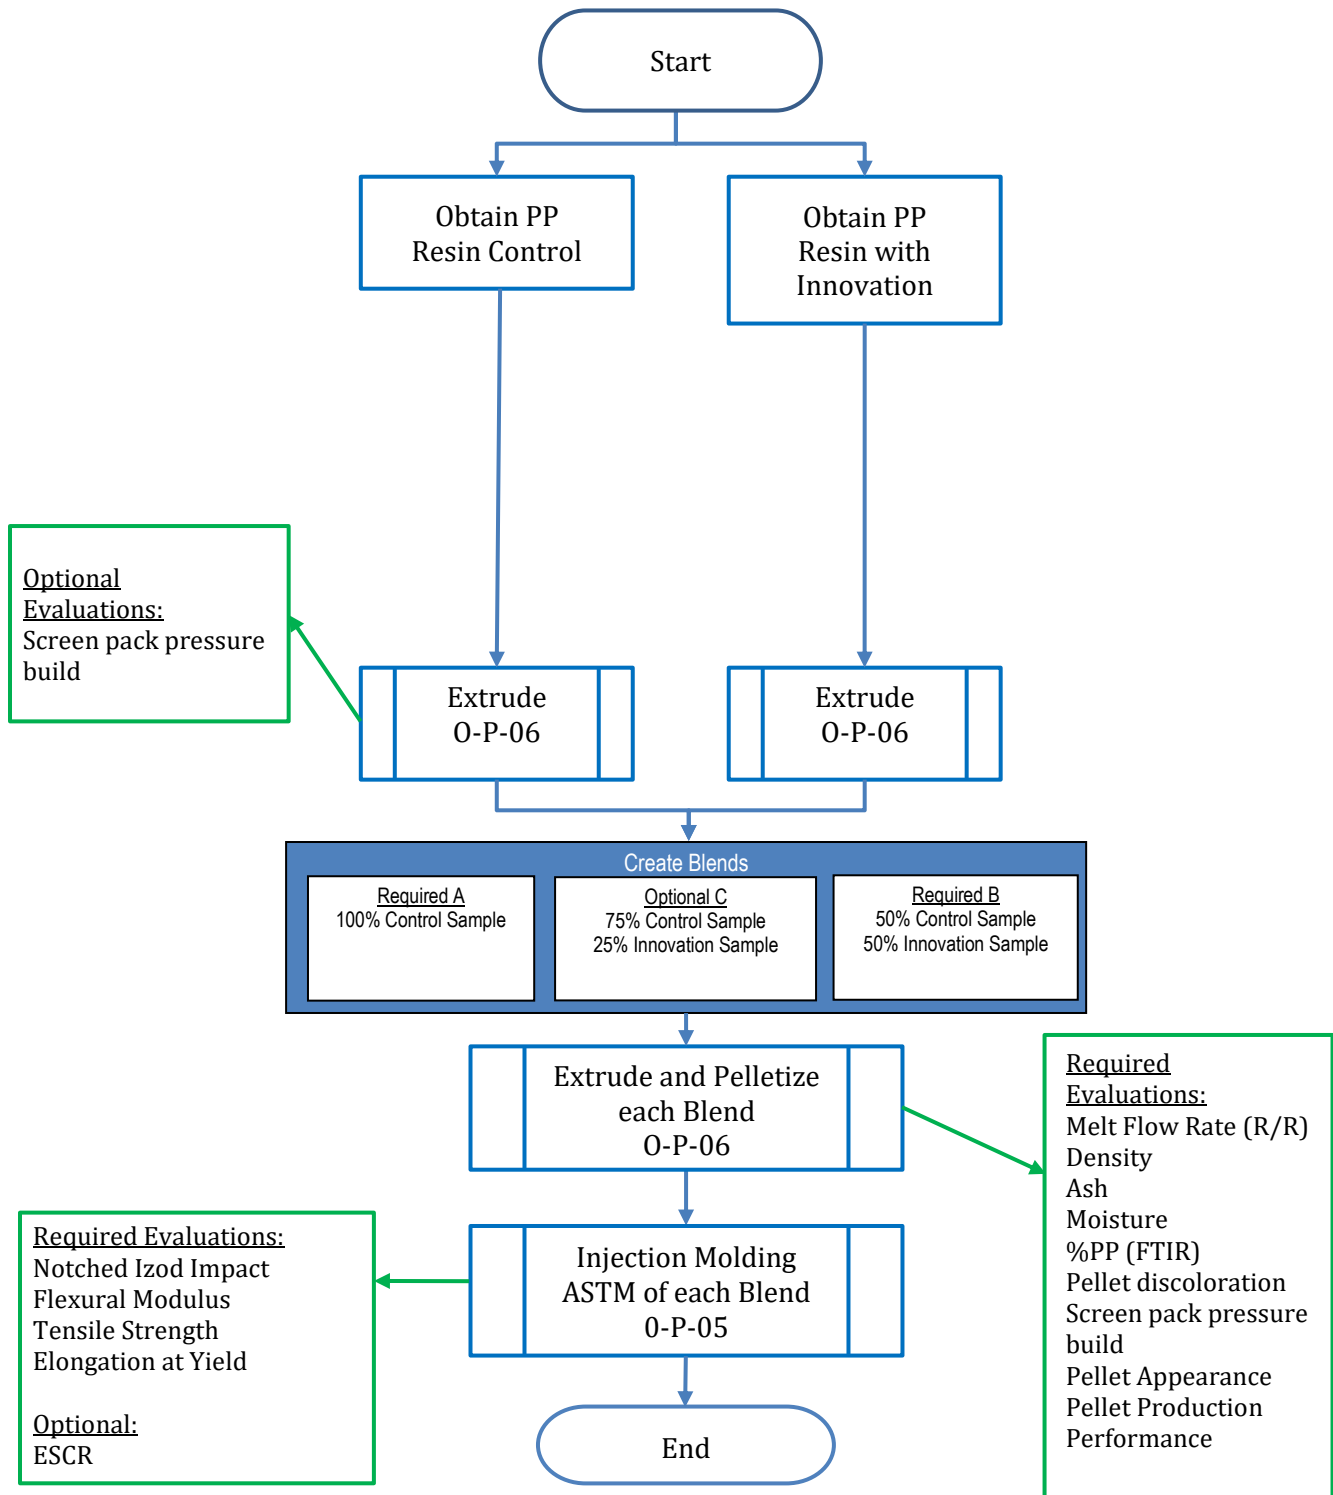 Start
Obtain PP
Resin Control
Obtain PP
Resin with
Innovation
Optional
Evaluations:
Screen pack pressure
build
Extrude
O-P-06
Extrude
O-P-06
Create Blends
Required A
100% Control Sample
Optional C
75% Control Sample
25% Innovation Sample
Required B
50% Control Sample
50% Innovation Sample
Extrude and Pelletize
each Blend
O-P-06
Required
Evaluations:
Melt Flow Rate (R/R)
Density
Ash
Moisture
%PP (FTIR)
Pellet discoloration
Screen pack pressure
build
Pellet Appearance
Pellet Production
Performance
Injection Molding
ASTM of each Blend
0-P-05
Required Evaluations:
Notched Izod Impact
Flexural Modulus
Tensile Strength
Elongation at Yield
Optional:
ESCR
End